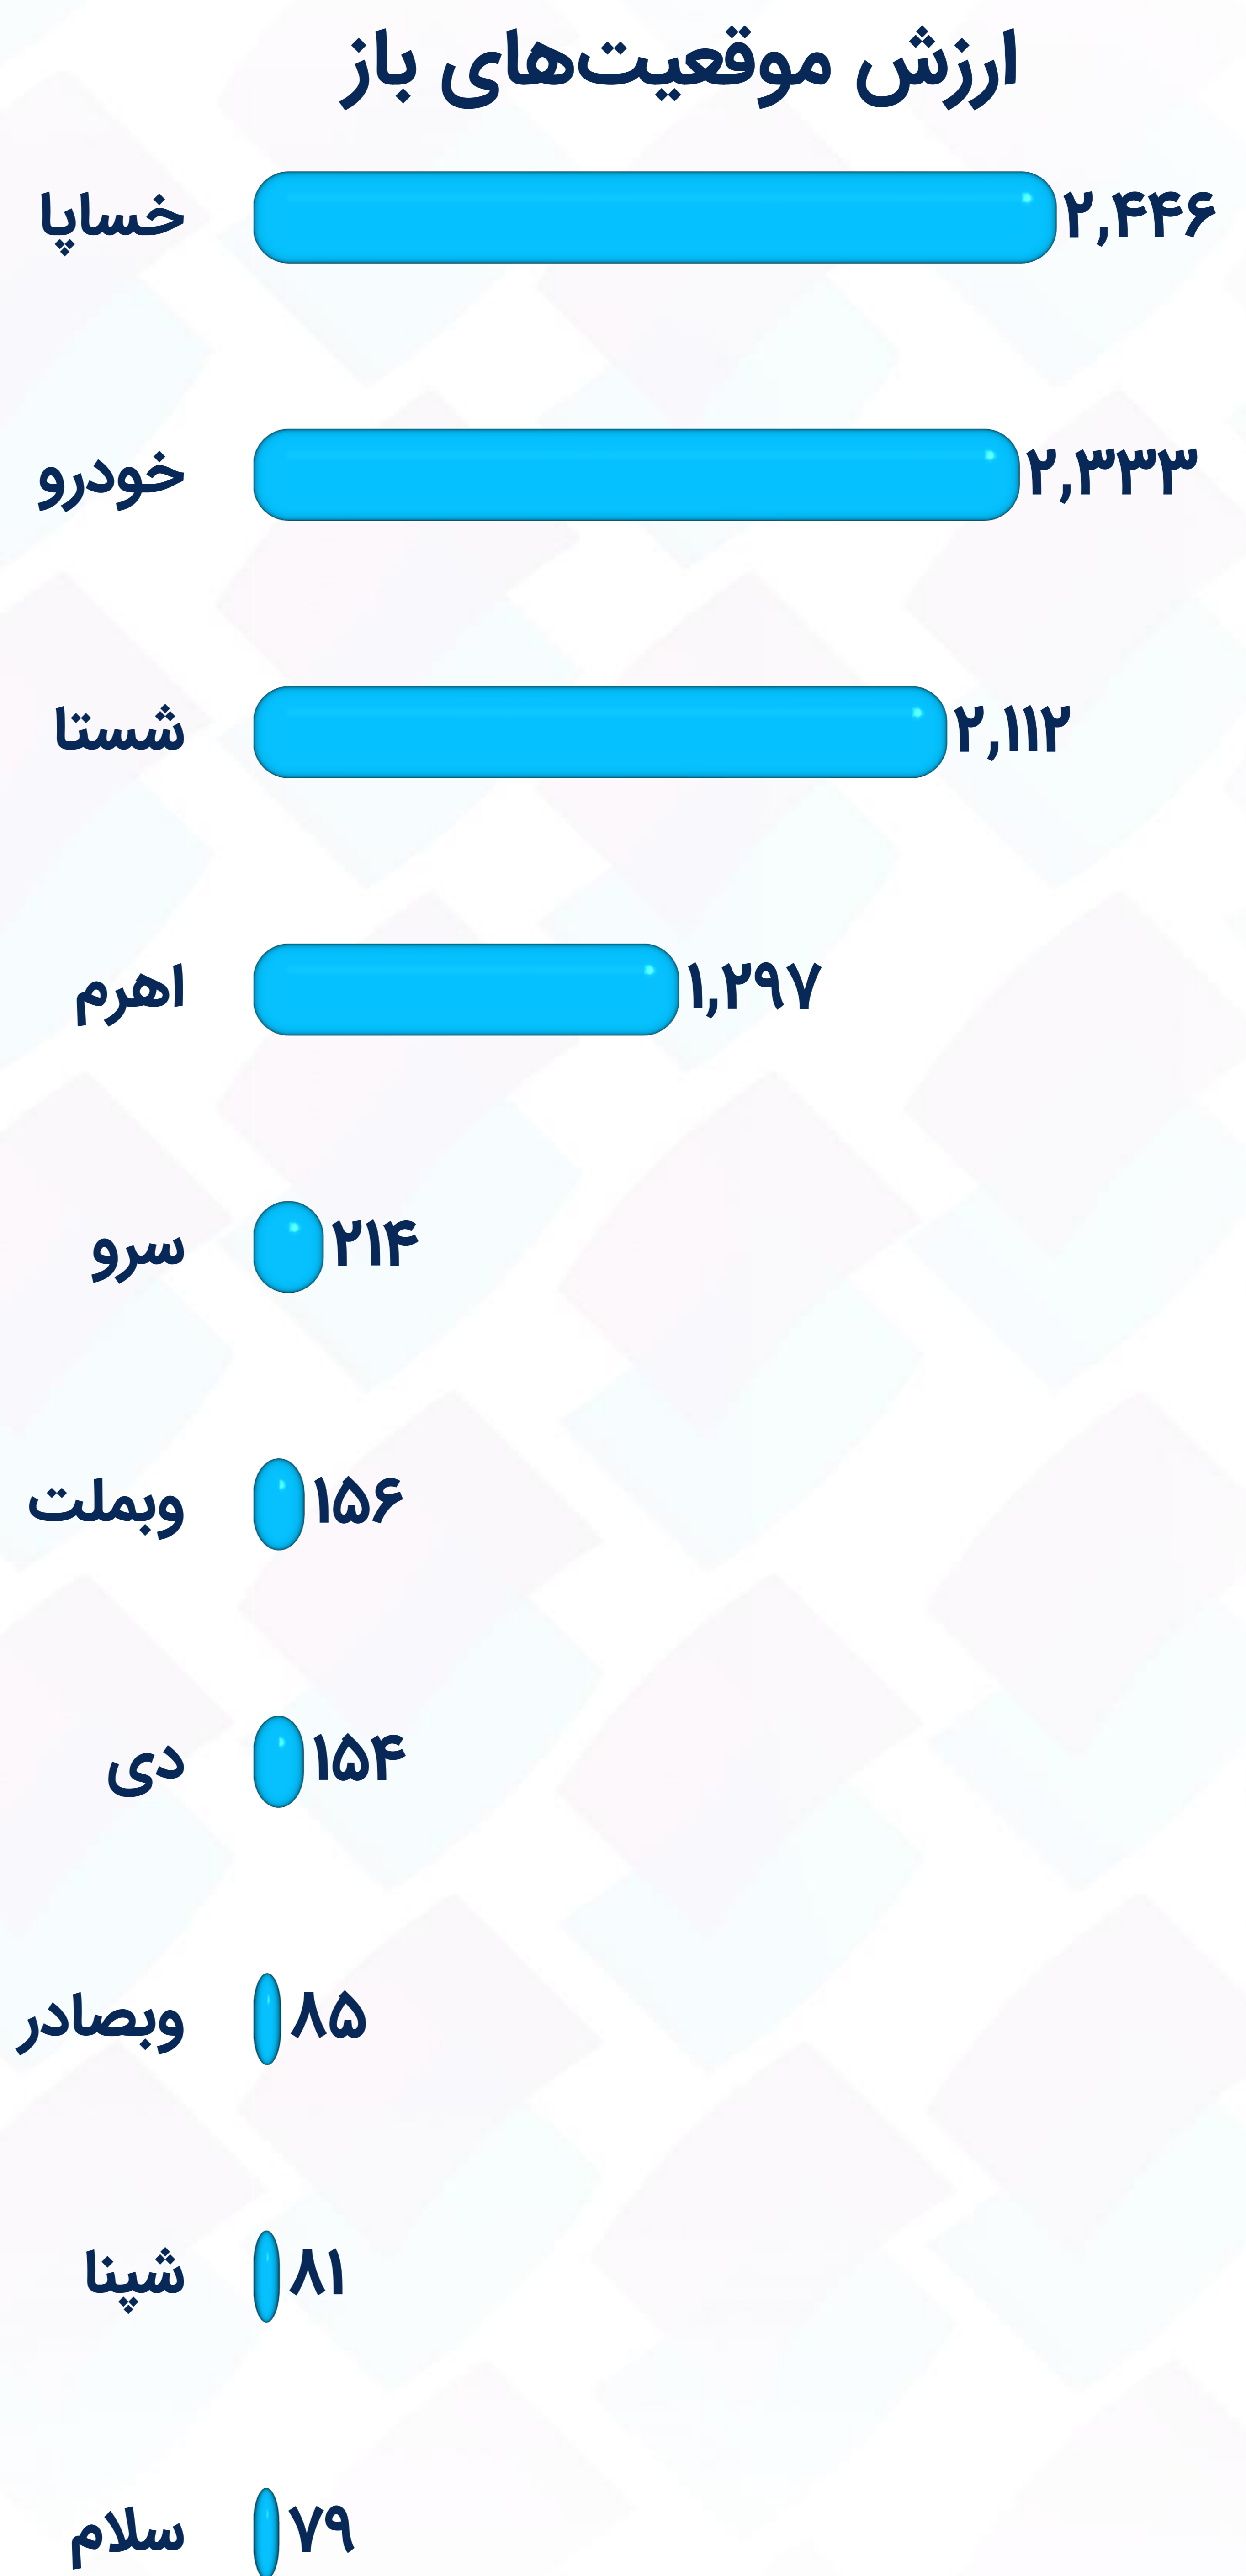 ارزش موقعیت‌های باز
خساپا ۲,۴۴۶
خودرو ۲,۳۳۳
شستا ۲,۱۱۲
اهرم ۱,۲۹۷
سرو ۲۱۴
وبملت ۱۵۶
دی ۱۵۴
وبصادر ۸۵
شپنا ۸۱
سلام ۷۹